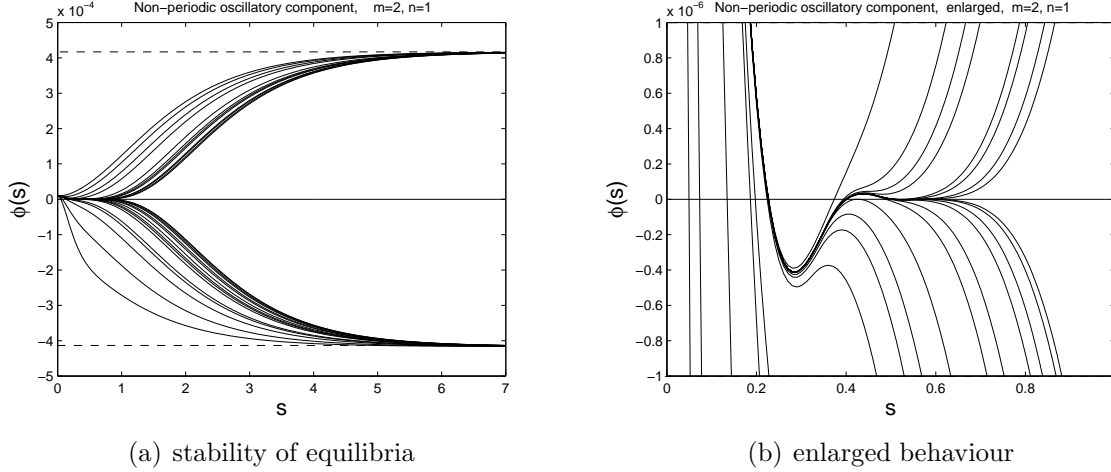 Non−periodic oscillatory component, m=2, n=1
x 10⁻⁴
5
4
3
2
1
0
−1
−2
−3
−4
−5
φ(s)
0 1 2 3 4 5 6 7
s
(a) stability of equilibria
Non−periodic oscillatory component, enlarged, m=2, n=1
x 10⁻⁶
1
0.8
0.6
0.4
0.2
0
−0.2
−0.4
−0.6
−0.8
−1
φ(s)
0 0.2 0.4 0.6 0.8
s
(b) enlarged behaviour